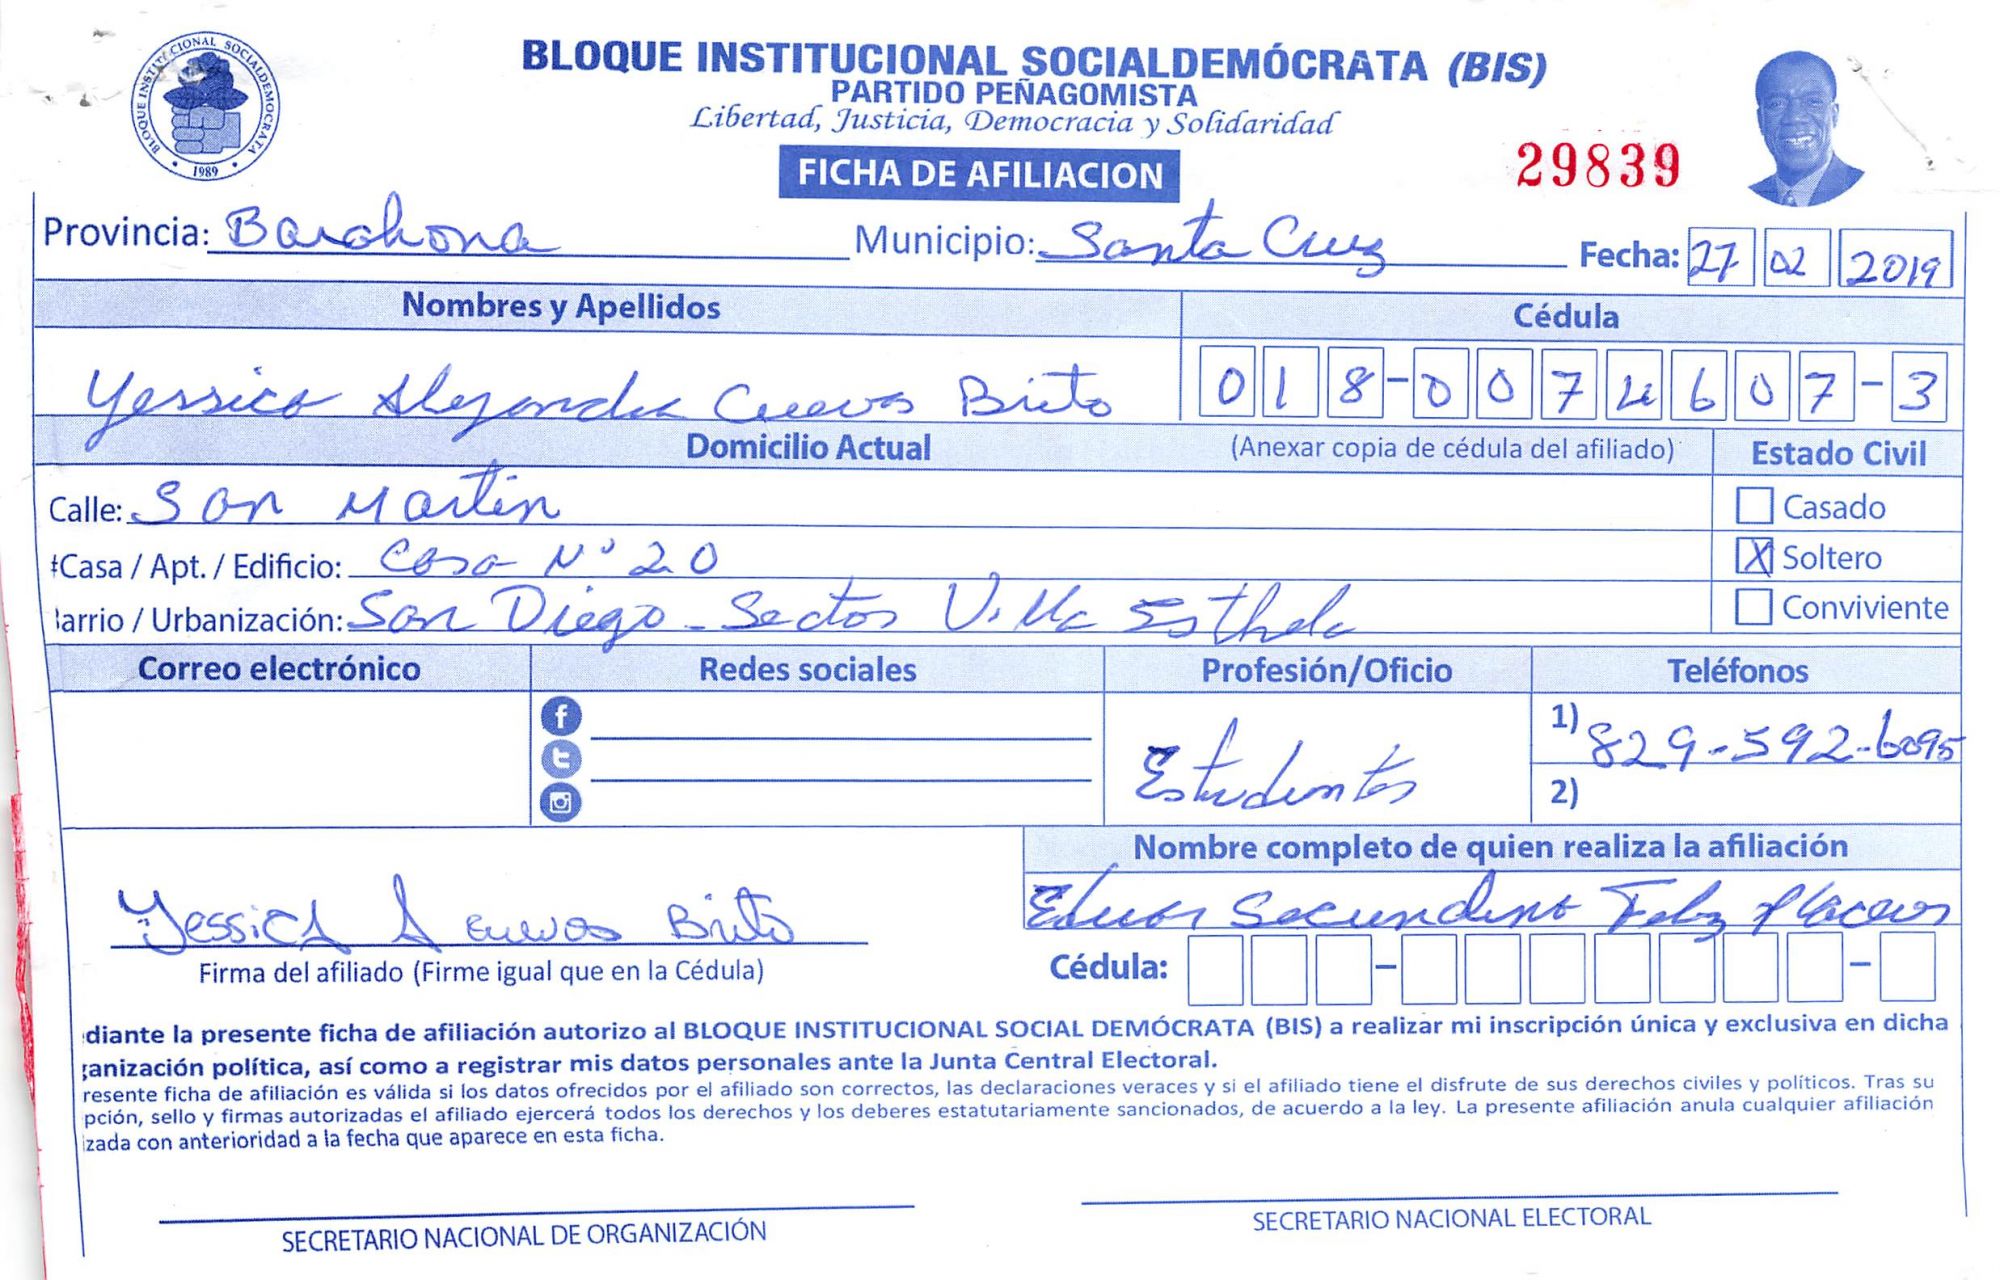 BLOQUE INSTITUCIONAL SOCIALDEMOCRATA
1989
BLOQUE INSTITUCIONAL SOCIALDEMÓCRATA (BIS)
PARTIDO PEÑAGOMISTA
Libertad, Justicia, Democracia y Solidaridad
FICHA DE AFILIACION
29839
Provincia: Barahona Municipio: Santa Cruz Fecha: 27 02 2019
Nombres y Apellidos Cédula
Yessica Alejandra Cuevas Brito 018-0074607-3
Domicilio Actual (Anexar copia de cédula del afiliado) Estado Civil
Calle: San Martin Casado
Casa / Apt. / Edificio: Casa N° 20 X Soltero
arrio / Urbanización: San Diego - Sector Villa Esthela Conviviente
Correo electrónico Redes sociales Profesión/Oficio Teléfonos
Estudiantes 1) 829-592-6095
2)
Nombre completo de quien realiza la afiliación
Yessica A Cuevas Brito Secundino Feliz
Firma del afiliado (Firme igual que en la Cédula) Cédula:
diante la presente ficha de afiliación autorizo al BLOQUE INSTITUCIONAL SOCIAL DEMÓCRATA (BIS) a realizar mi inscripción única y exclusiva en dicha
ganización política, así como a registrar mis datos personales ante la Junta Central Electoral.
resente ficha de afiliación es válida si los datos ofrecidos por el afiliado son correctos, las declaraciones veraces y si el afiliado tiene el disfrute de sus derechos civiles y políticos. Tras su
pción, sello y firmas autorizadas el afiliado ejercerá todos los derechos y los deberes estatutariamente sancionados, de acuerdo a la ley. La presente afiliación anula cualquier afiliación
zada con anterioridad a la fecha que aparece en esta ficha.
SECRETARIO NACIONAL DE ORGANIZACIÓN SECRETARIO NACIONAL ELECTORAL